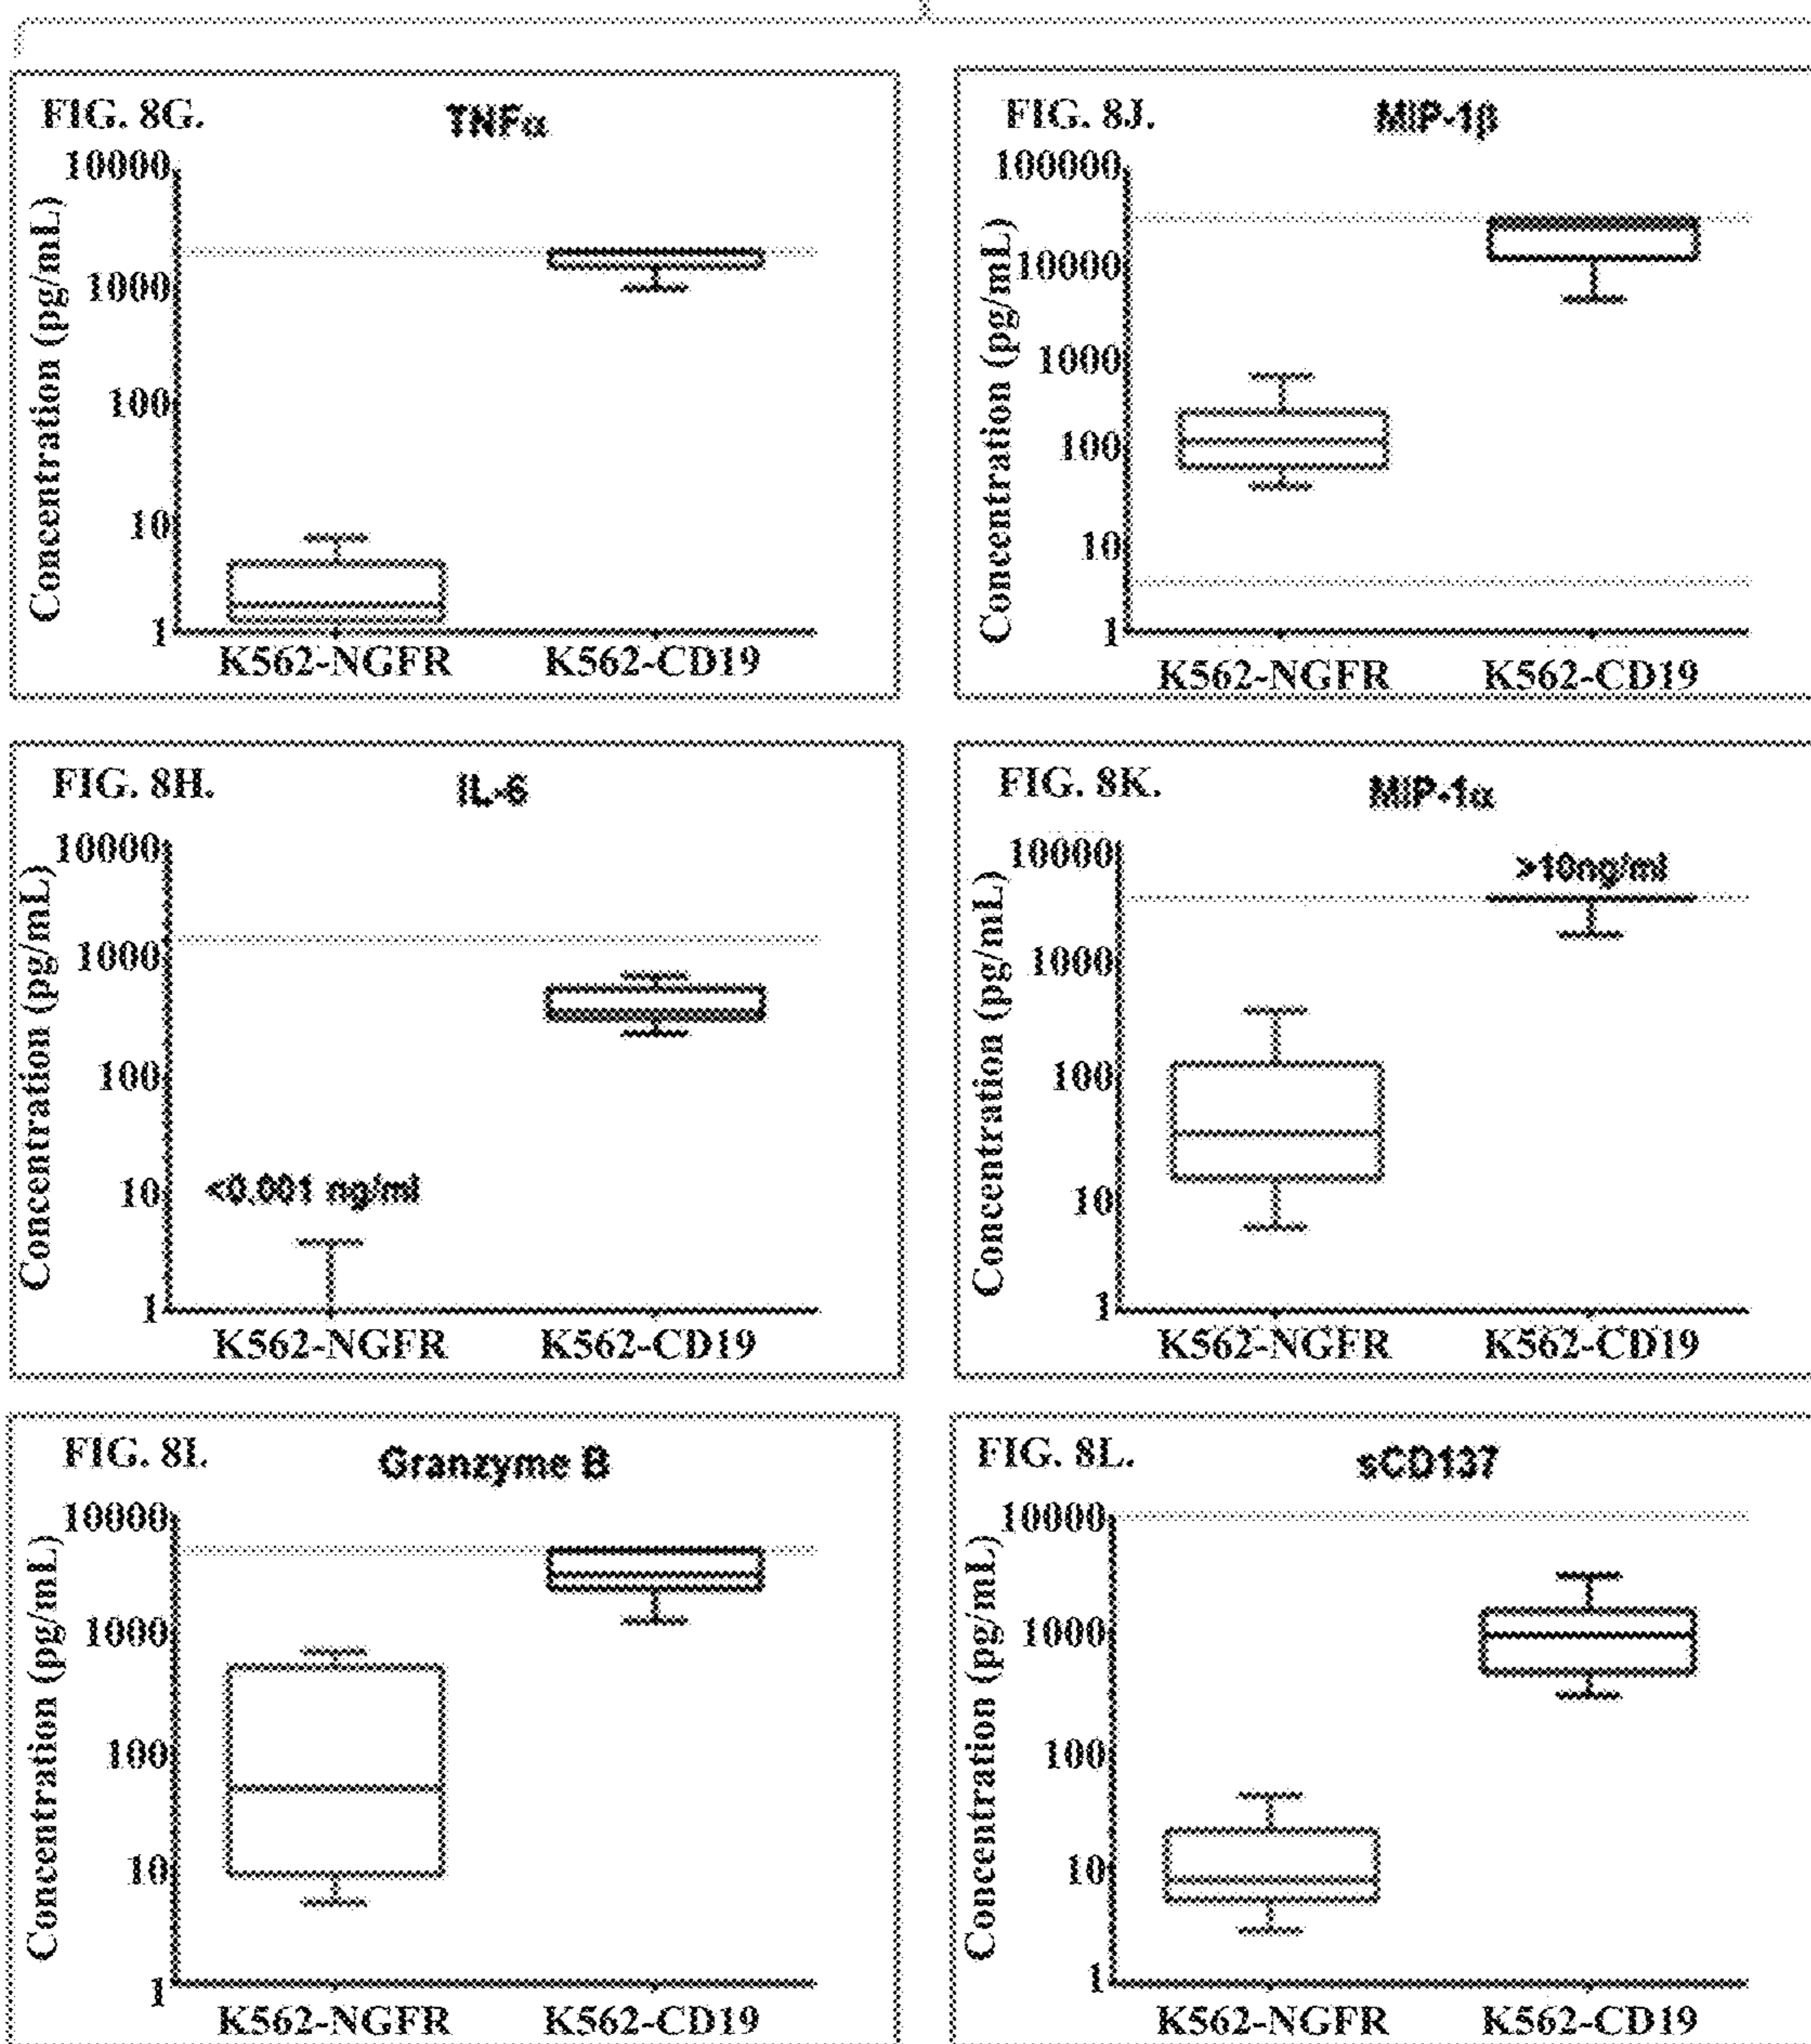 FIG. 8G. TNFα
10000
1000
100
10
1
Concentration (pg/mL)
K562-NGFR K562-CD19
FIG. 8J. MIP-1β
100000
10000
1000
100
10
1
Concentration (pg/mL)
K562-NGFR K562-CD19
FIG. 8H. IL-6
10000
1000
100
10
1
Concentration (pg/mL)
<0.001 ng/ml
K562-NGFR K562-CD19
FIG. 8K. MIP-1α
10000
1000
100
10
1
Concentration (pg/mL)
>10ng/ml
K562-NGFR K562-CD19
FIG. 8I. Granzyme B
10000
1000
100
10
1
Concentration (pg/mL)
K562-NGFR K562-CD19
FIG. 8L. sCD137
10000
1000
100
10
1
Concentration (pg/mL)
K562-NGFR K562-CD19